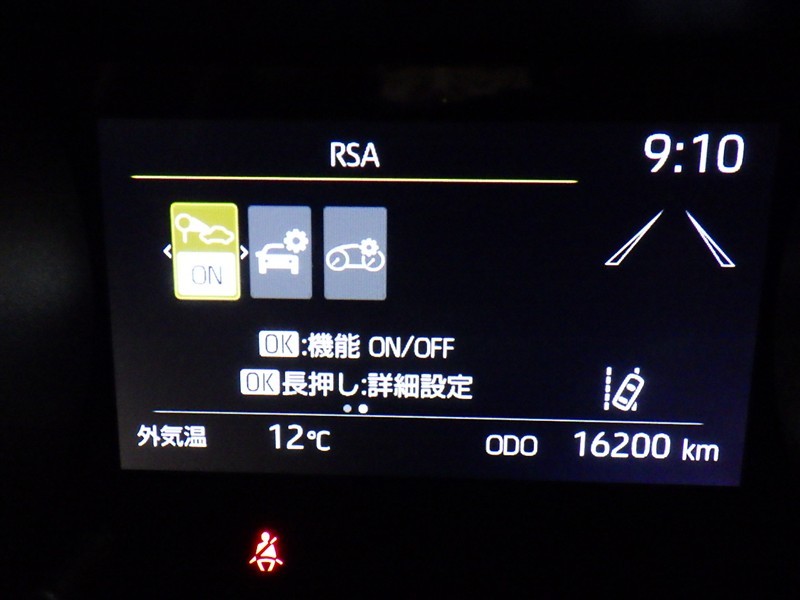 RSA
9:10
ON
OK:機能 ON/OFF
OK長押し:詳細設定
外気温 12℃ ODO 16200 km